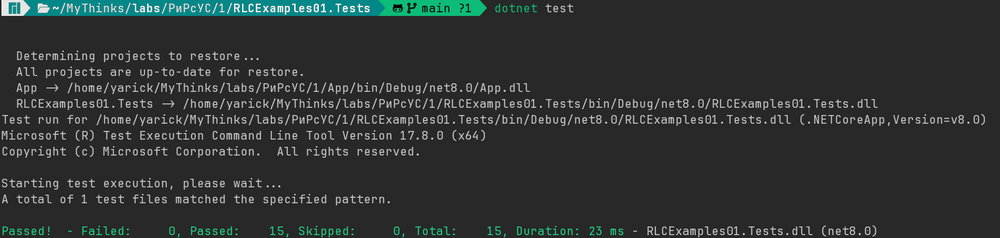 ~/MyThinks/labs/РиРсУС/1/RLCExamples01.Tests main ?1 dotnet test
Determining projects to restore...
All projects are up-to-date for restore.
App -> /home/yarick/MyThinks/labs/РиРсУС/1/App/bin/Debug/net8.0/App.dll
RLCExamples01.Tests -> /home/yarick/MyThinks/labs/РиРсУС/1/RLCExamples01.Tests/bin/Debug/net8.0/RLCExamples01.Tests.dll
Test run for /home/yarick/MyThinks/labs/РиРсУС/1/RLCExamples01.Tests/bin/Debug/net8.0/RLCExamples01.Tests.dll (.NETCoreApp,Version=v8.0)
Microsoft (R) Test Execution Command Line Tool Version 17.8.0 (x64)
Copyright (c) Microsoft Corporation.  All rights reserved.
Starting test execution, please wait...
A total of 1 test files matched the specified pattern.
Passed!  - Failed:     0, Passed:    15, Skipped:     0, Total:    15, Duration: 23 ms - RLCExamples01.Tests.dll (net8.0)